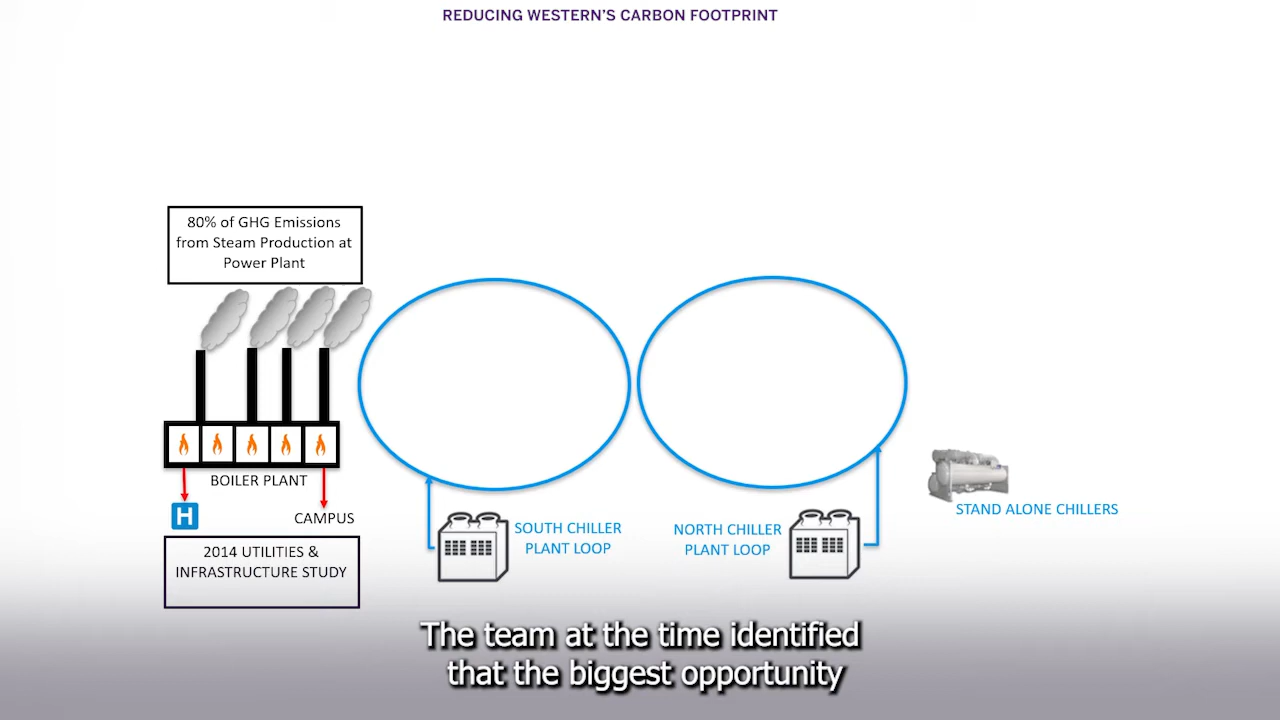 REDUCING WESTERN'S CARBON FOOTPRINT
80% of GHG Emissions
from Steam Production at
Power Plant
BOILER PLANT
H
CAMPUS
2014 UTILITIES &
INFRASTRUCTURE STUDY
SOUTH CHILLER
PLANT LOOP
NORTH CHILLER
PLANT LOOP
STAND ALONE CHILLERS
The team at the time identified
that the biggest opportunity